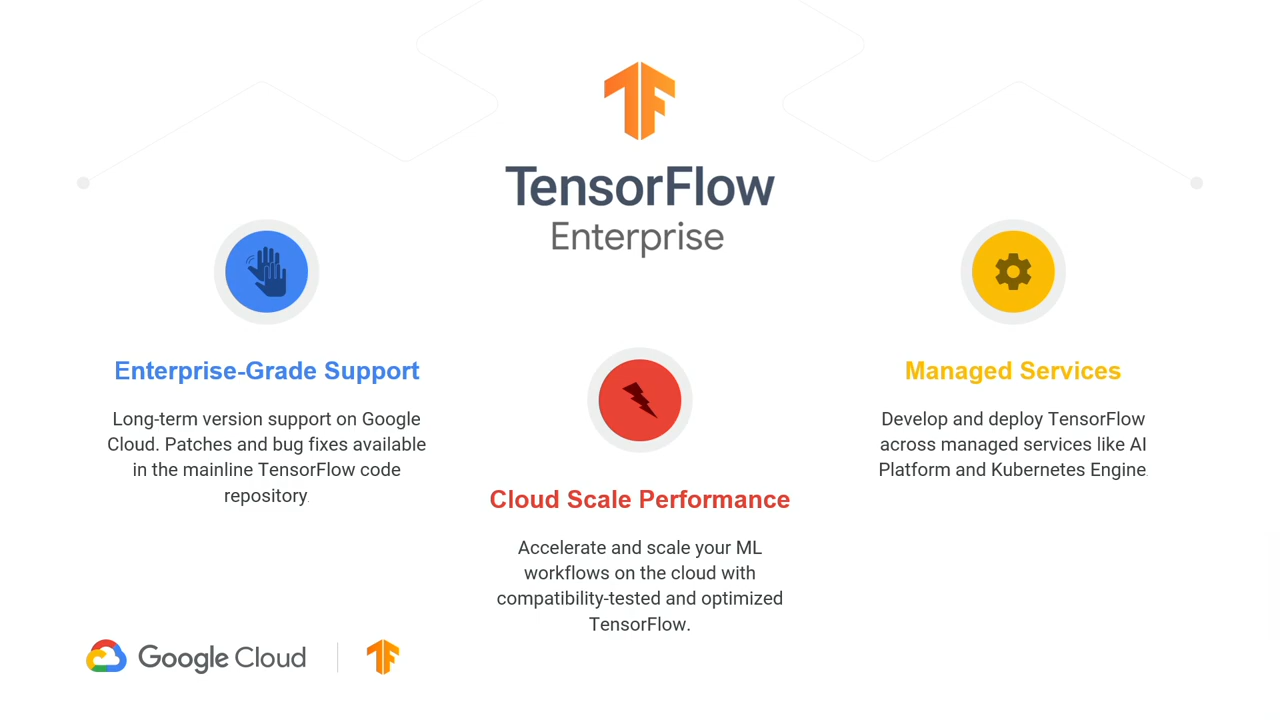 TensorFlow
Enterprise
Enterprise-Grade Support
Long-term version support on Google
Cloud. Patches and bug fixes available
in the mainline TensorFlow code
repository.
Cloud Scale Performance
Accelerate and scale your ML
workflows on the cloud with
compatibility-tested and optimized
TensorFlow.
Managed Services
Develop and deploy TensorFlow
across managed services like AI
Platform and Kubernetes Engine.
Google Cloud